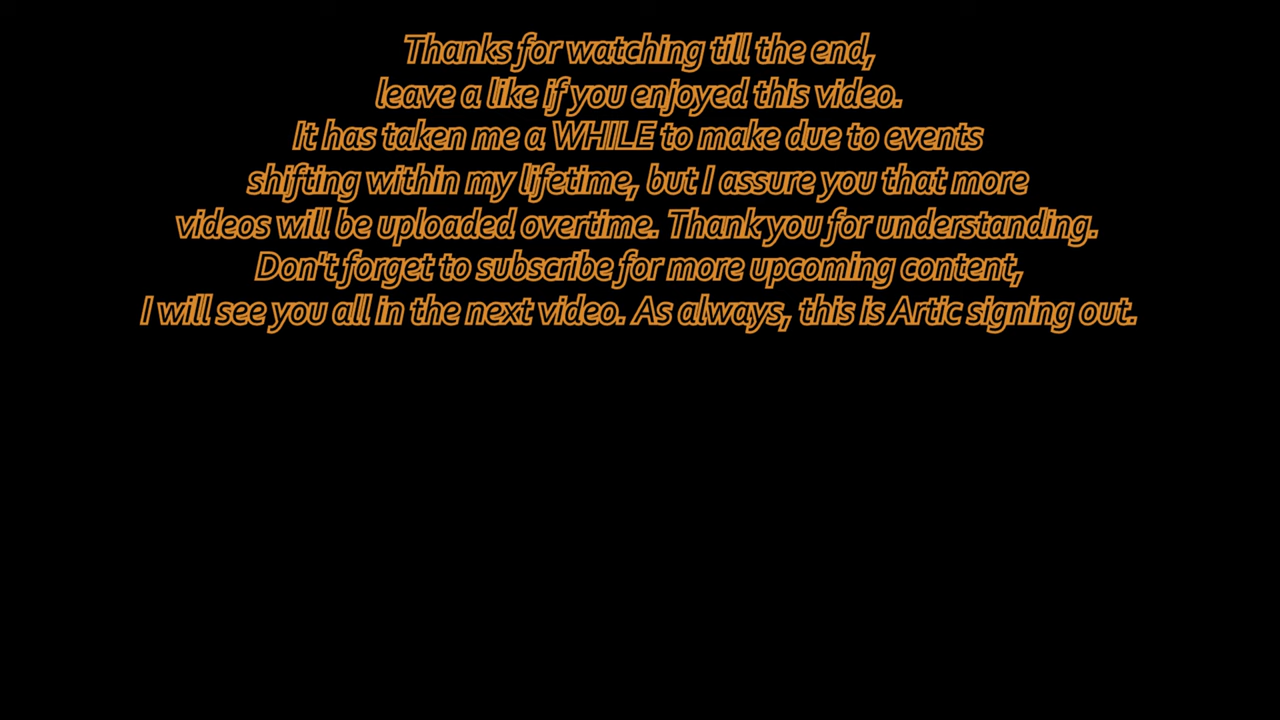 Thanks for watching till the end,
leave a like if you enjoyed this video.
It has taken me a WHILE to make due to events
shifting within my lifetime, but I assure you that more
videos will be uploaded overtime. Thank you for understanding.
Don't forget to subscribe for more upcoming content,
I will see you all in the next video. As always, this is Artic signing out.